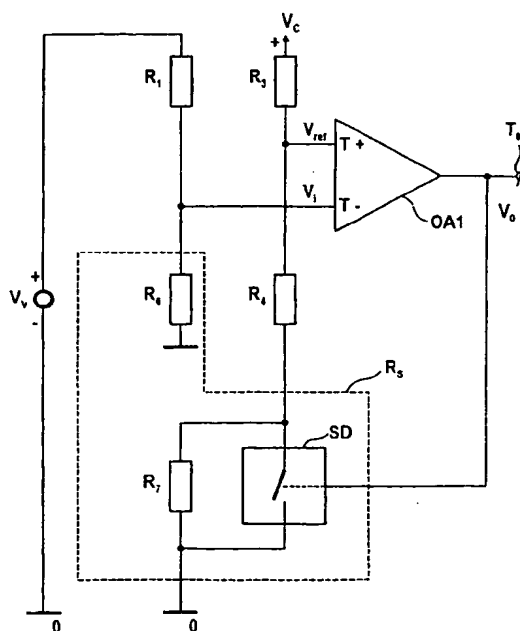 Vc
+
R1
R3
Vref
T +
Te
Vi
T -
Vo
OA1
+
Vv
-
R6
R4
Rs
SD
R7
0
0